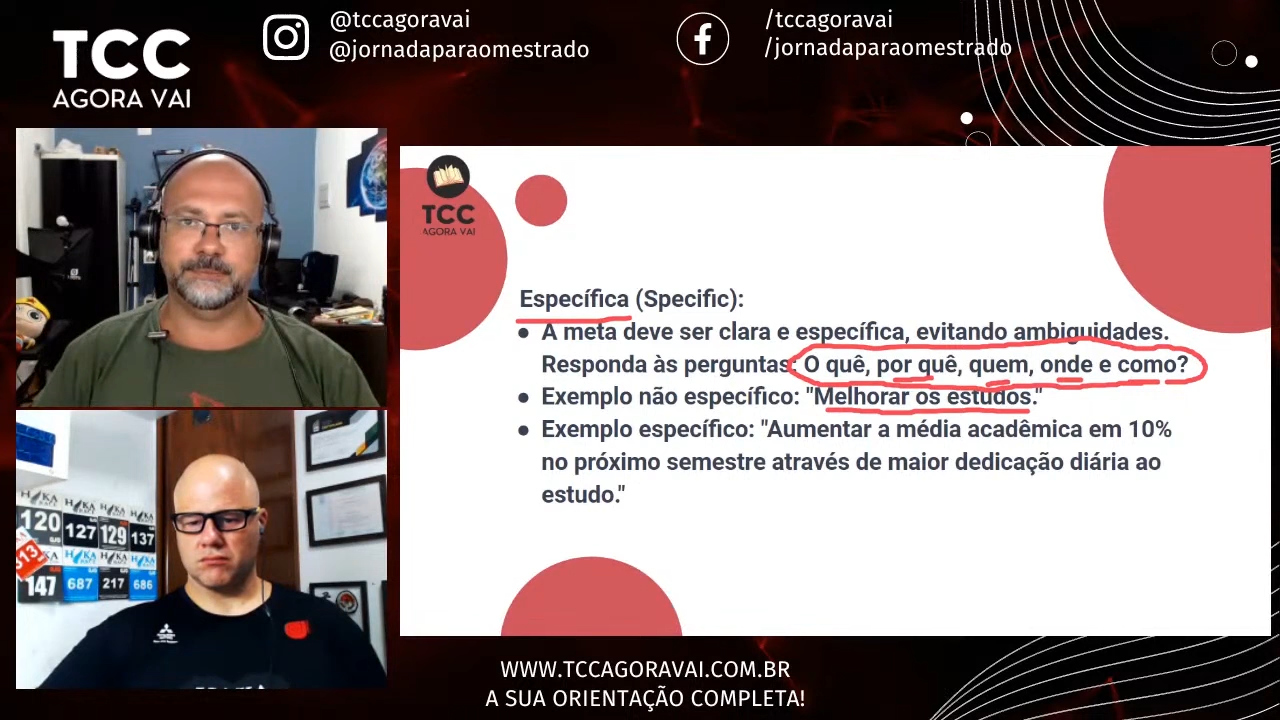 TCC
AGORA VAI
@tccagoravai
@jornadaparaomestrado
/tccagoravai
/jornadaparaomestrado
TCC
AGORA VAI
Específica (Specific):
● A meta deve ser clara e específica, evitando ambiguidades.
Responda às perguntas: O quê, por quê, quem, onde e como?
● Exemplo não específico: "Melhorar os estudos."
● Exemplo específico: "Aumentar a média acadêmica em 10%
no próximo semestre através de maior dedicação diária ao
estudo."
120
127
129
137
313
147
687
217
686
WWW.TCCAGORAVAI.COM.BR
A SUA ORIENTAÇÃO COMPLETA!